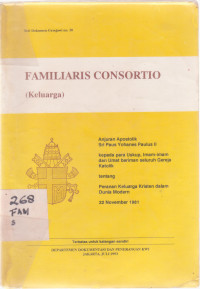 Seri Dokumen Gerejawi no. 30
FAMILIARIS CONSORTIO
(Keluarga)
Anjuran Apostolik
Sri Paus Yohanes Paulus II
kepada para Uskup, Imam-imam
dan Umat beriman seluruh Gereja
Katolik
tentang
Peranan Keluarga Kristen dalam
Dunia Modern
22 November 1981
268
FAM
Terbatas untuk kalangan sendiri
DEPARTEMEN DOKUMENTASI DAN PENERANGAN KWI
JAKARTA, JULI 1993